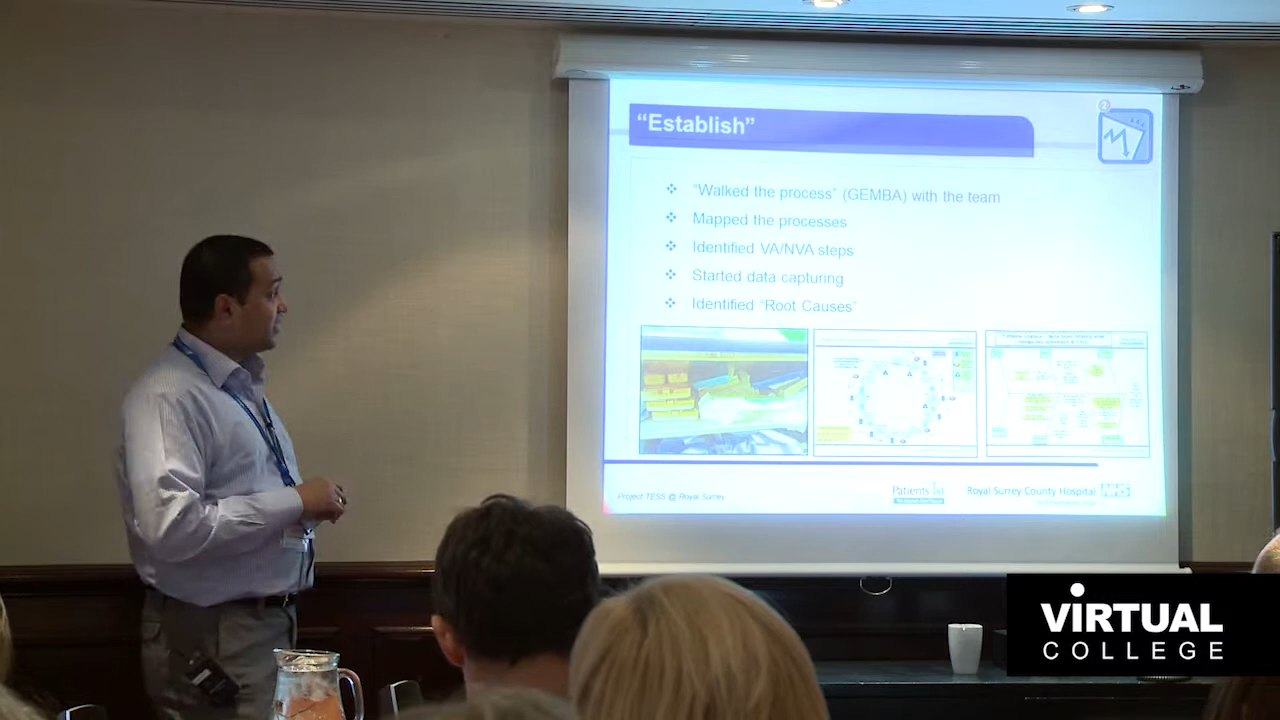 "Establish"
"Walked the process" (GEMBA) with the team
Mapped the processes
Identified VA/NVA steps
Started data capturing
Identified "Root Causes"
Project TESS @ Royal Surrey
Patients 1st
Royal Surrey County Hospital NHS
VIRTUAL
COLLEGE